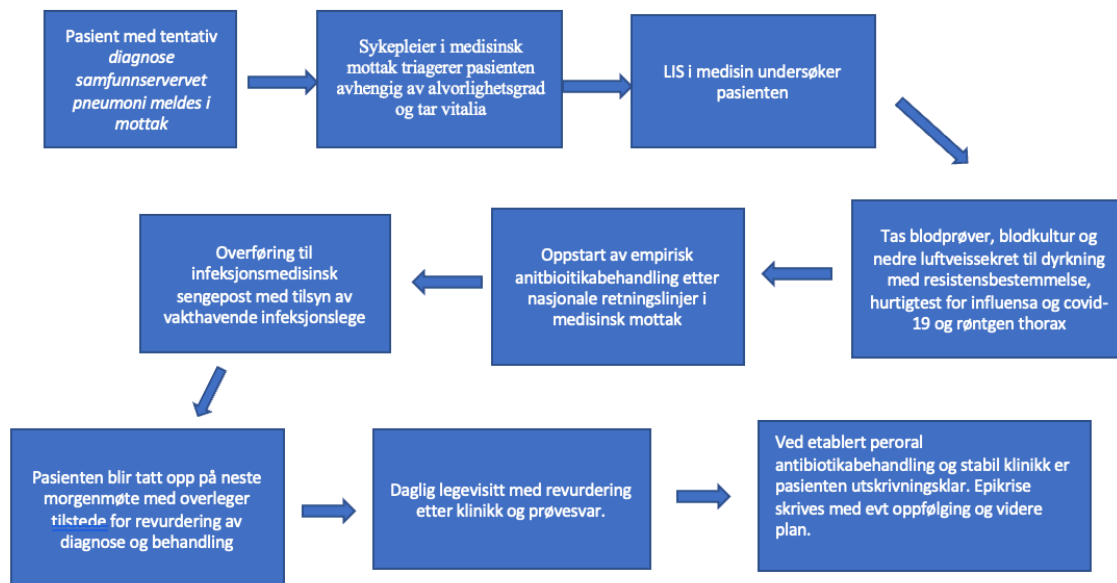 Pasient med tentativ
diagnose
samfunnservervet
pneumoni meldes i
mottak
Sykepleier i medisinsk
mottak triagerer pasienten
avhengig av alvorlighetsgrad
og tar vitalia
LIS i medisin undersøker
pasienten
Tas blodprøver, blodkultur og
nedre luftveissekret til dyrkning
med resistensbestemmelse,
hurtigtest for influensa og covid-
19 og røntgen thorax
Oppstart av empirisk
anitbioitikabehandling etter
nasjonale retningslinjer i
medisinsk mottak
Overføring til
infeksjonsmedisinsk
sengepost med tilsyn av
vakthavende infeksjonslege
Pasienten blir tatt opp på neste
morgenmøte med overleger
tilstede for revurdering av
diagnose og behandling
Daglig legevisitt med revurdering
etter klinikk og prøvesvar.
Ved etablert peroral
antibiotikabehandling og stabil klinikk er
pasienten utskrivningsklar. Epikrise
skrives med evt oppfølging og videre
plan.